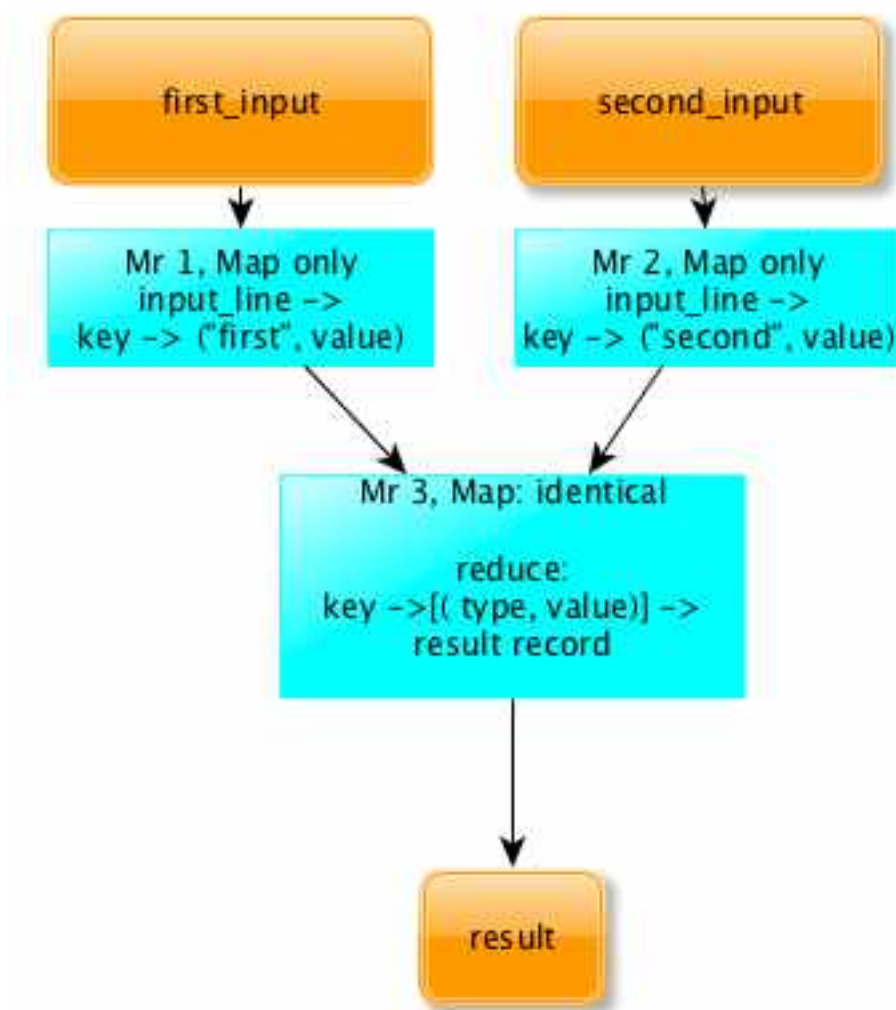 first_input
second_input
Mr 1, Map only
input_line ->
key -> ("first", value)
Mr 2, Map only
input_line ->
key -> ("second", value)
Mr 3, Map: identical
reduce:
key ->[( type, value)] ->
result record
result